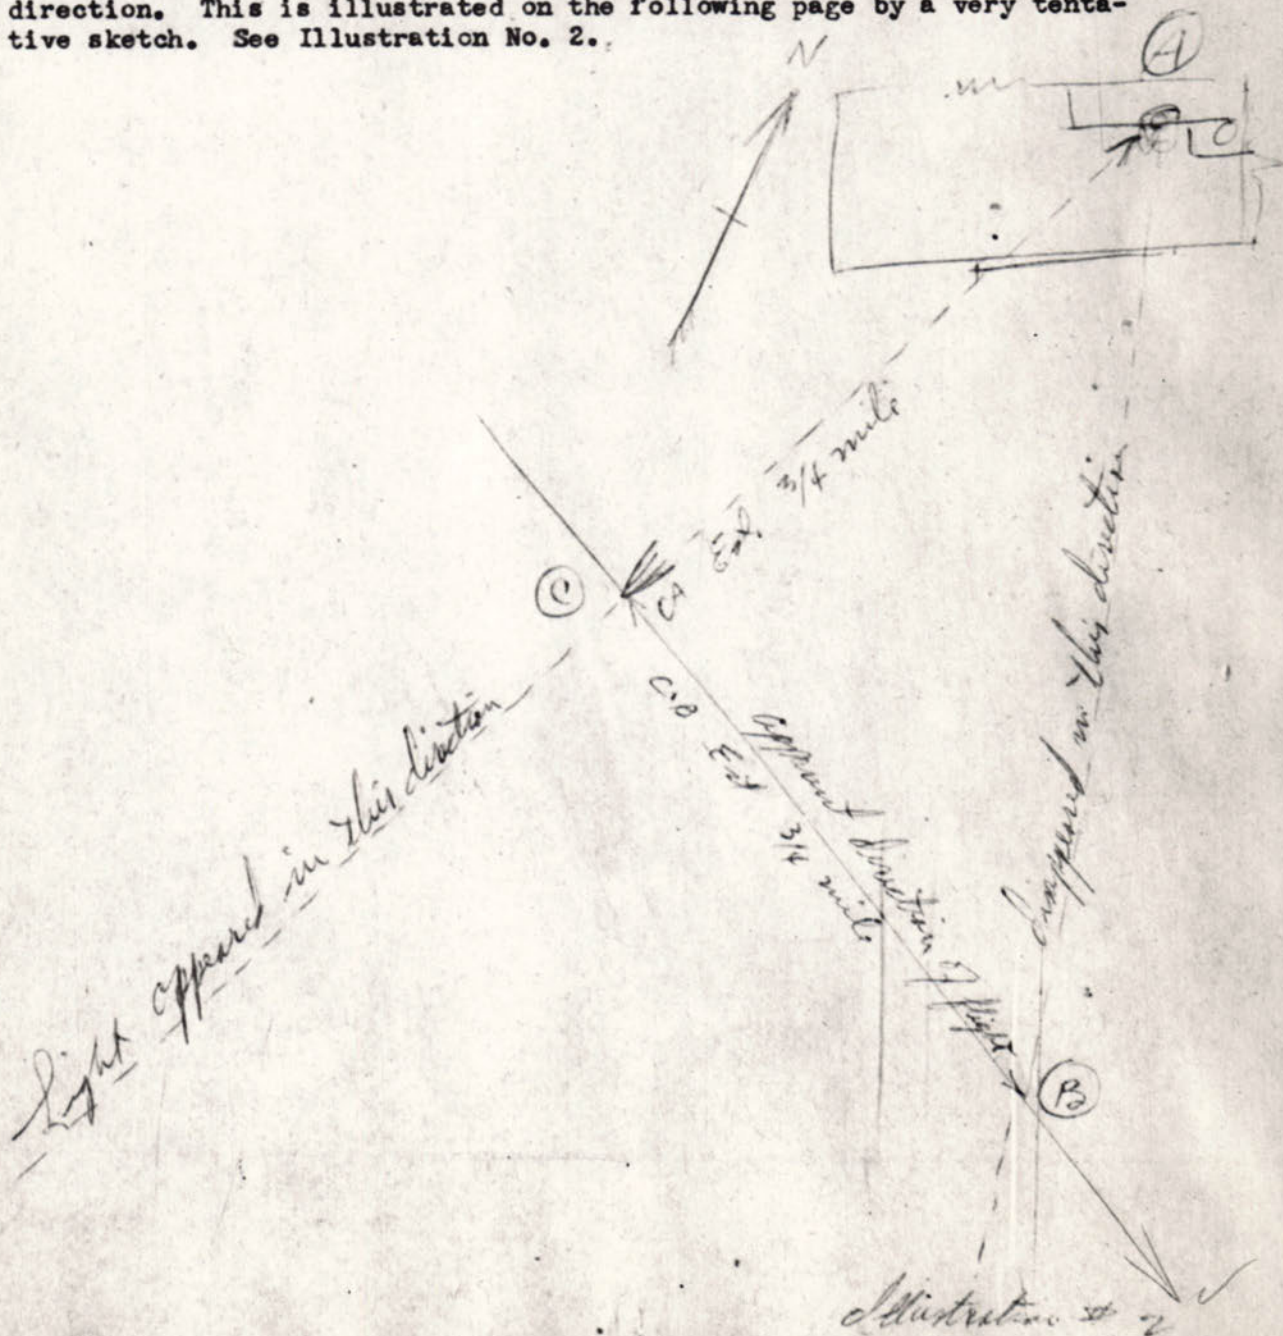 direction. This is illustrated on the following page by a very tenta-
tive sketch. See Illustration No. 2.
N
A
Est. 3/4 mile
CA
C
C-B Est 3/4 mile
apparent direction of flight
disappeared in this direction
light appeared in this direction
B
Illustration # 2